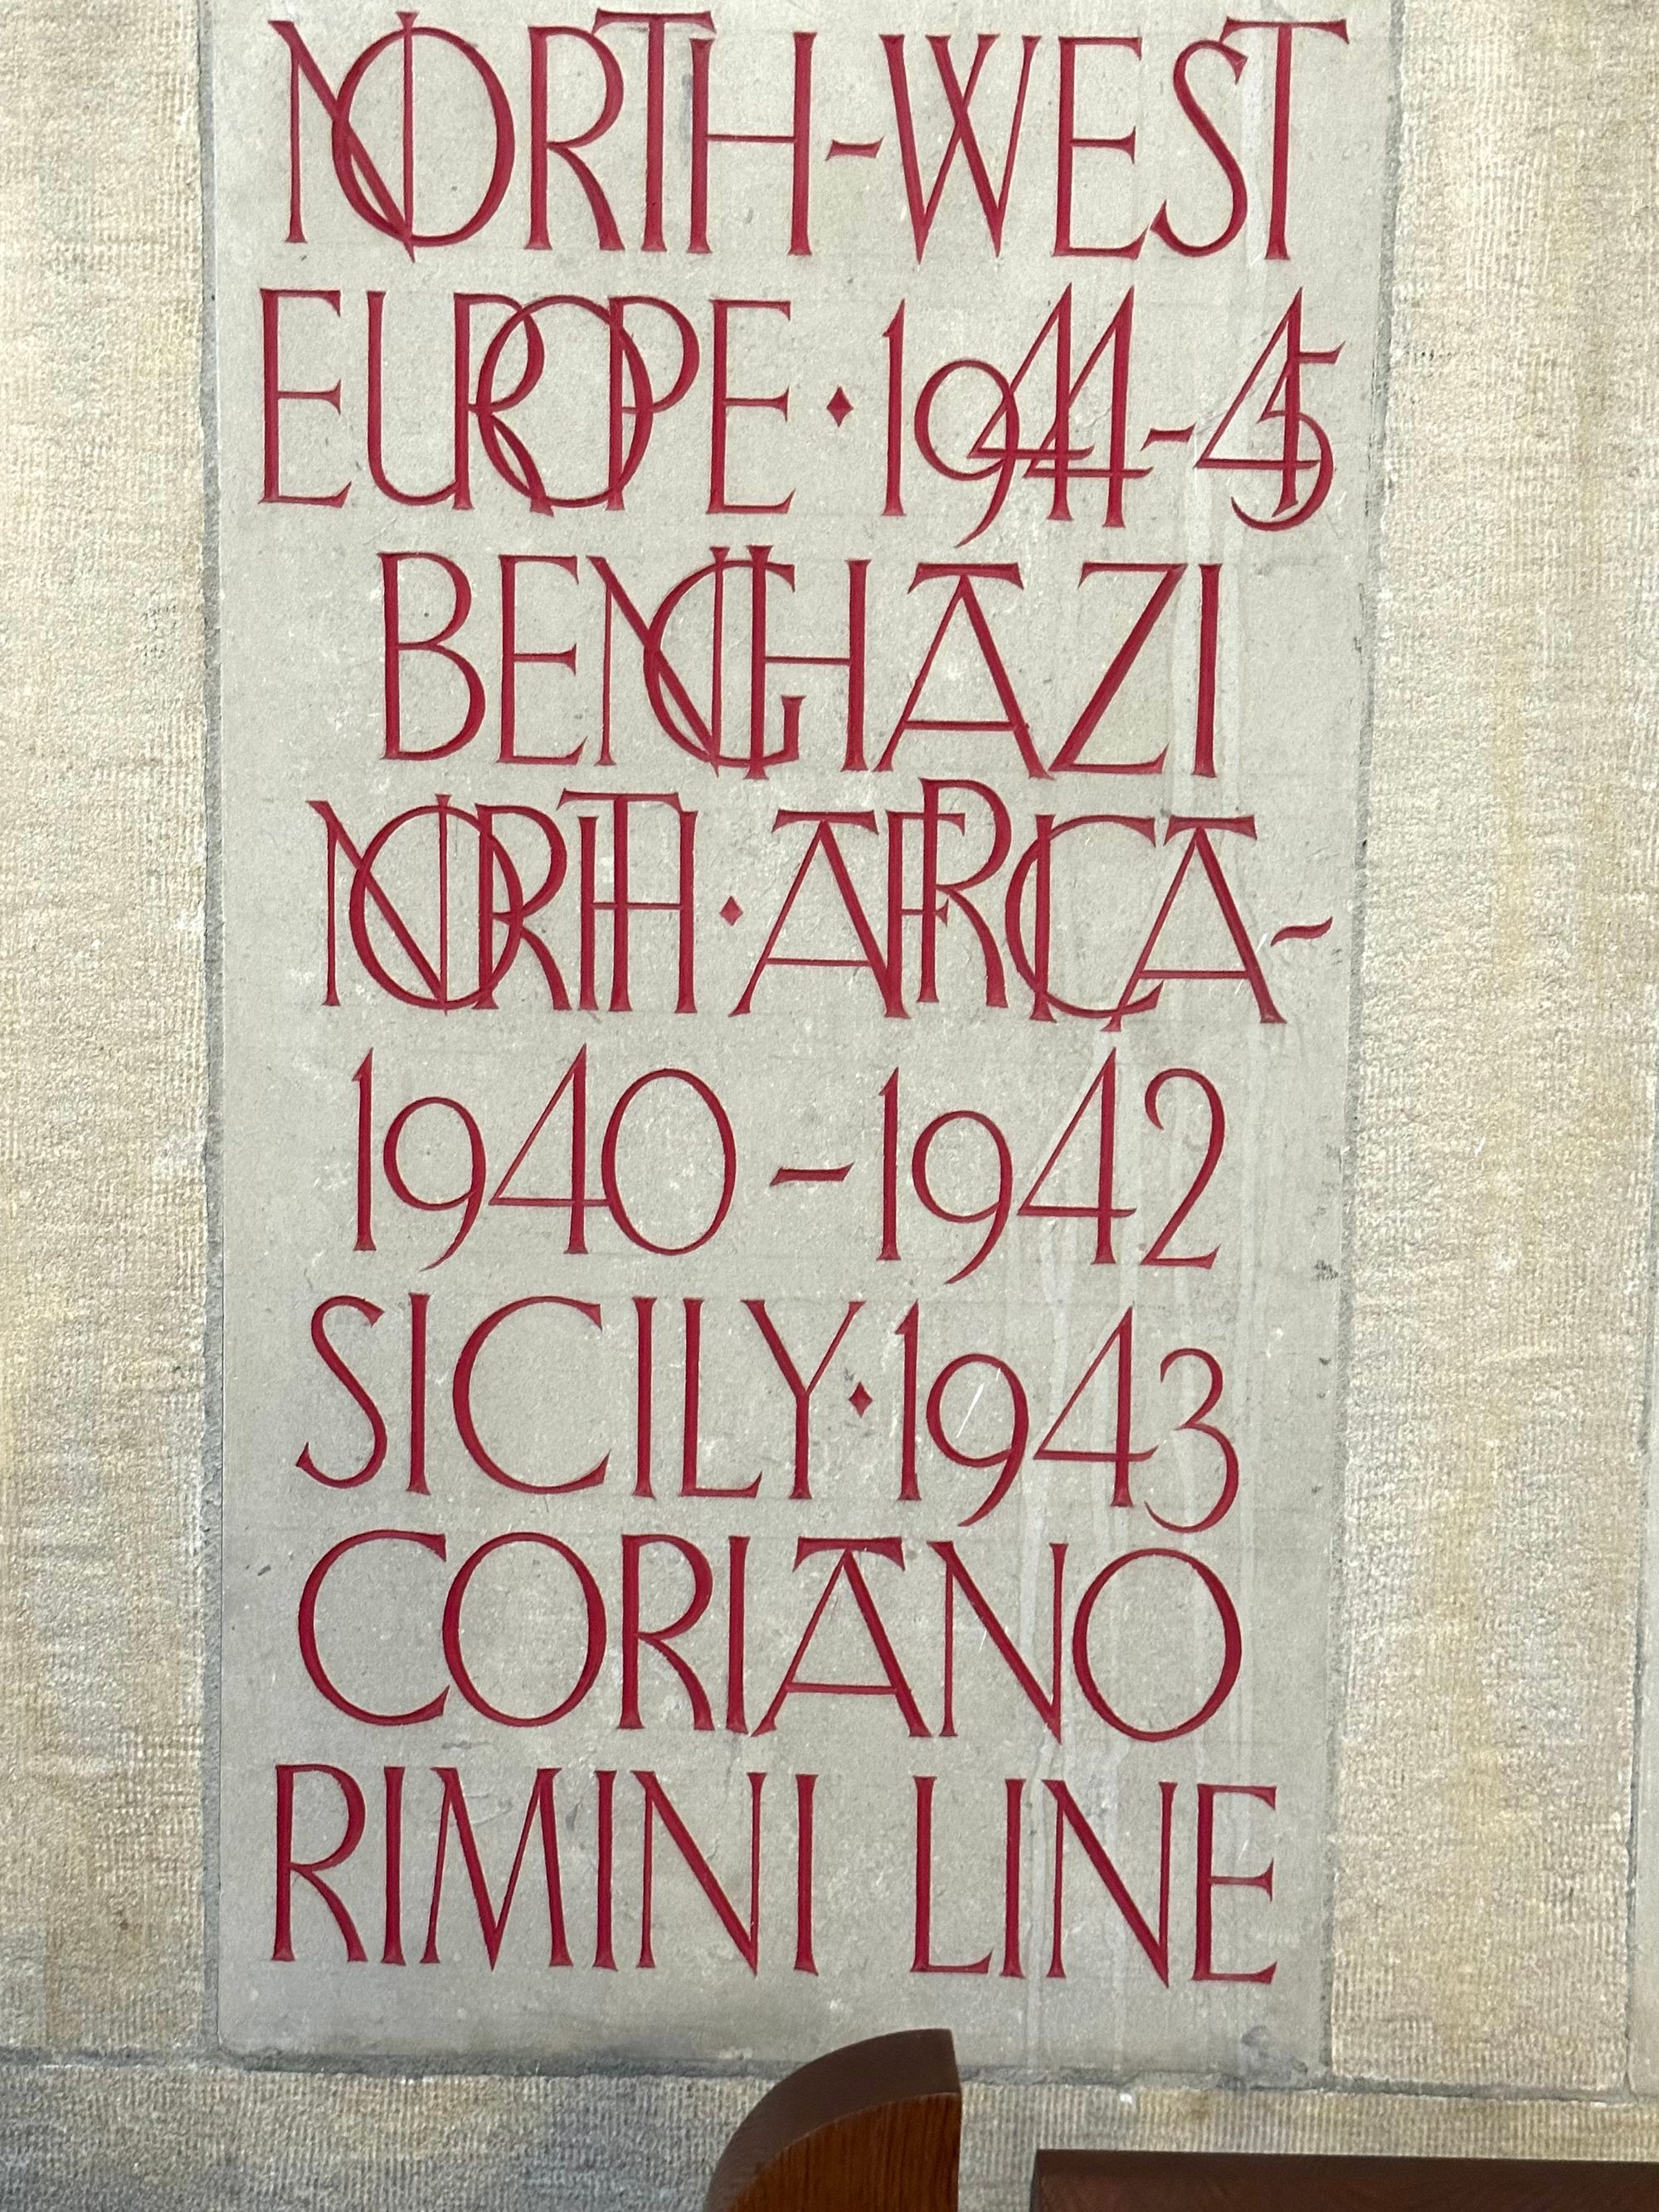 NORTH-WEST
EUROPE·1944-45
BENGHAZI
NORTH·AFRICA-
1940-1942
SICILY·1943
CORIANO
RIMINI LINE